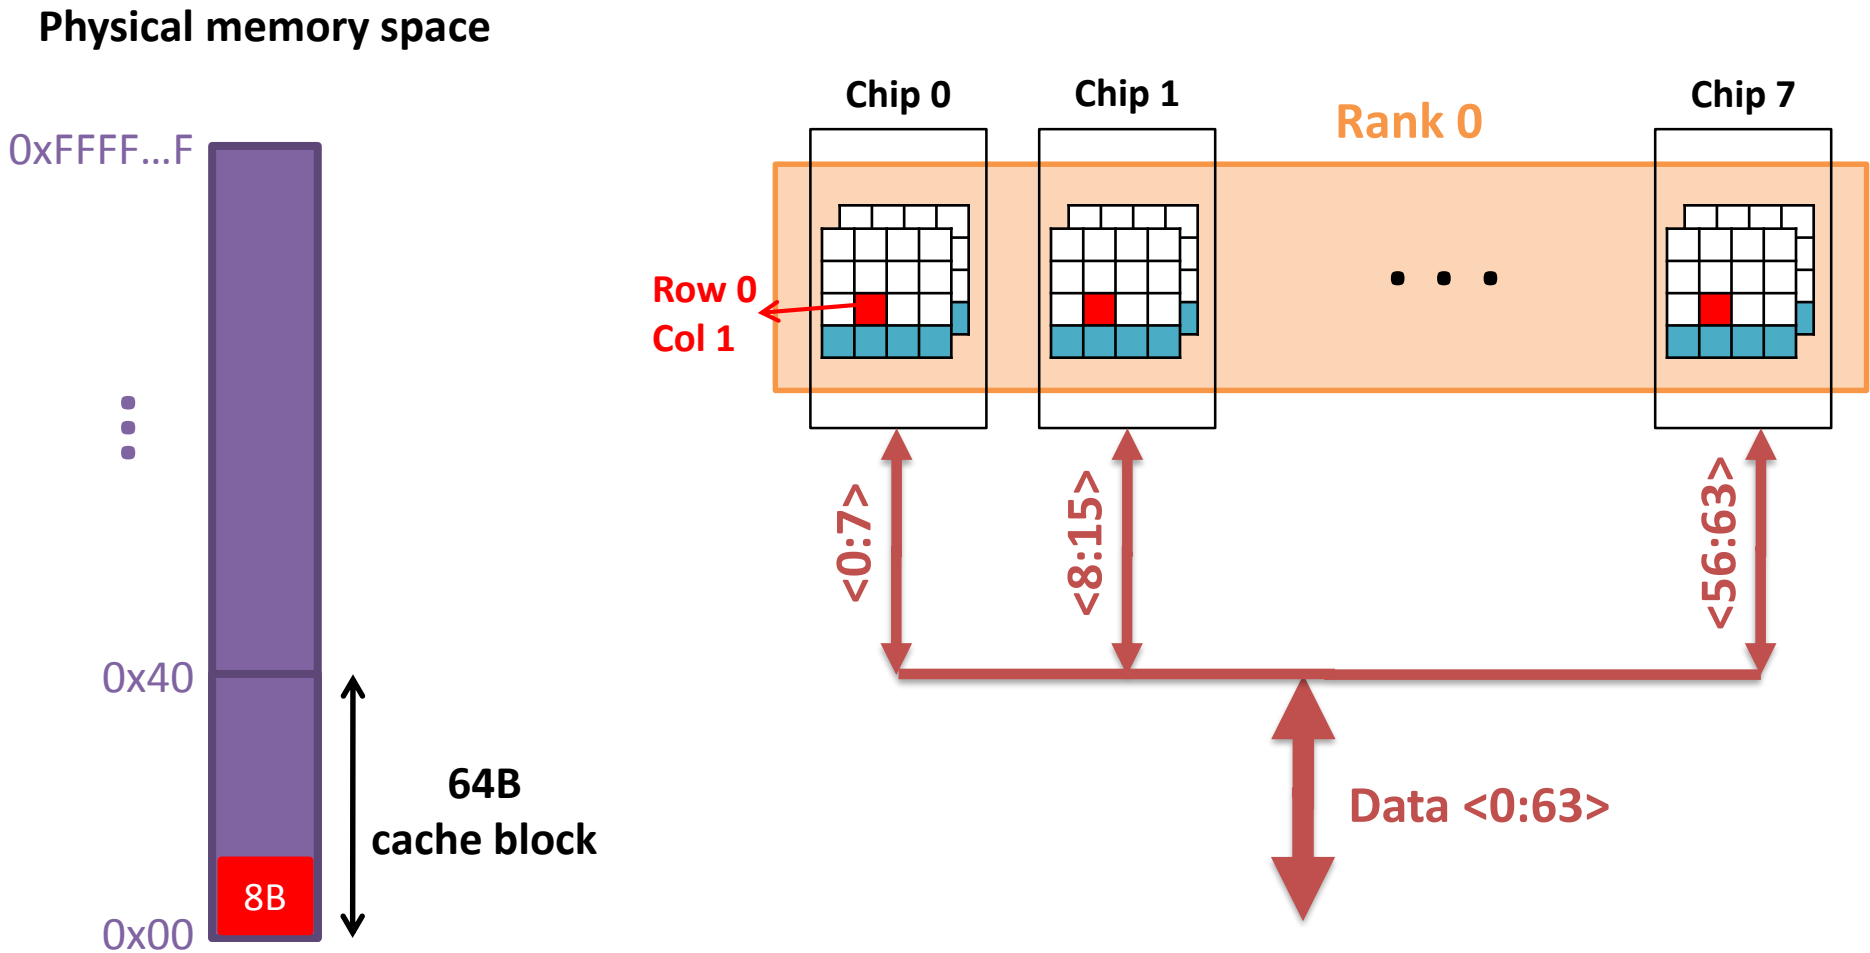 Physical memory space
0xFFFF...F
0x40
64B
cache block
8B
0x00
Chip 0
Chip 1
Chip 7
Rank 0
Row 0
Col 1
. . .
<0:7>
<8:15>
<56:63>
Data <0:63>